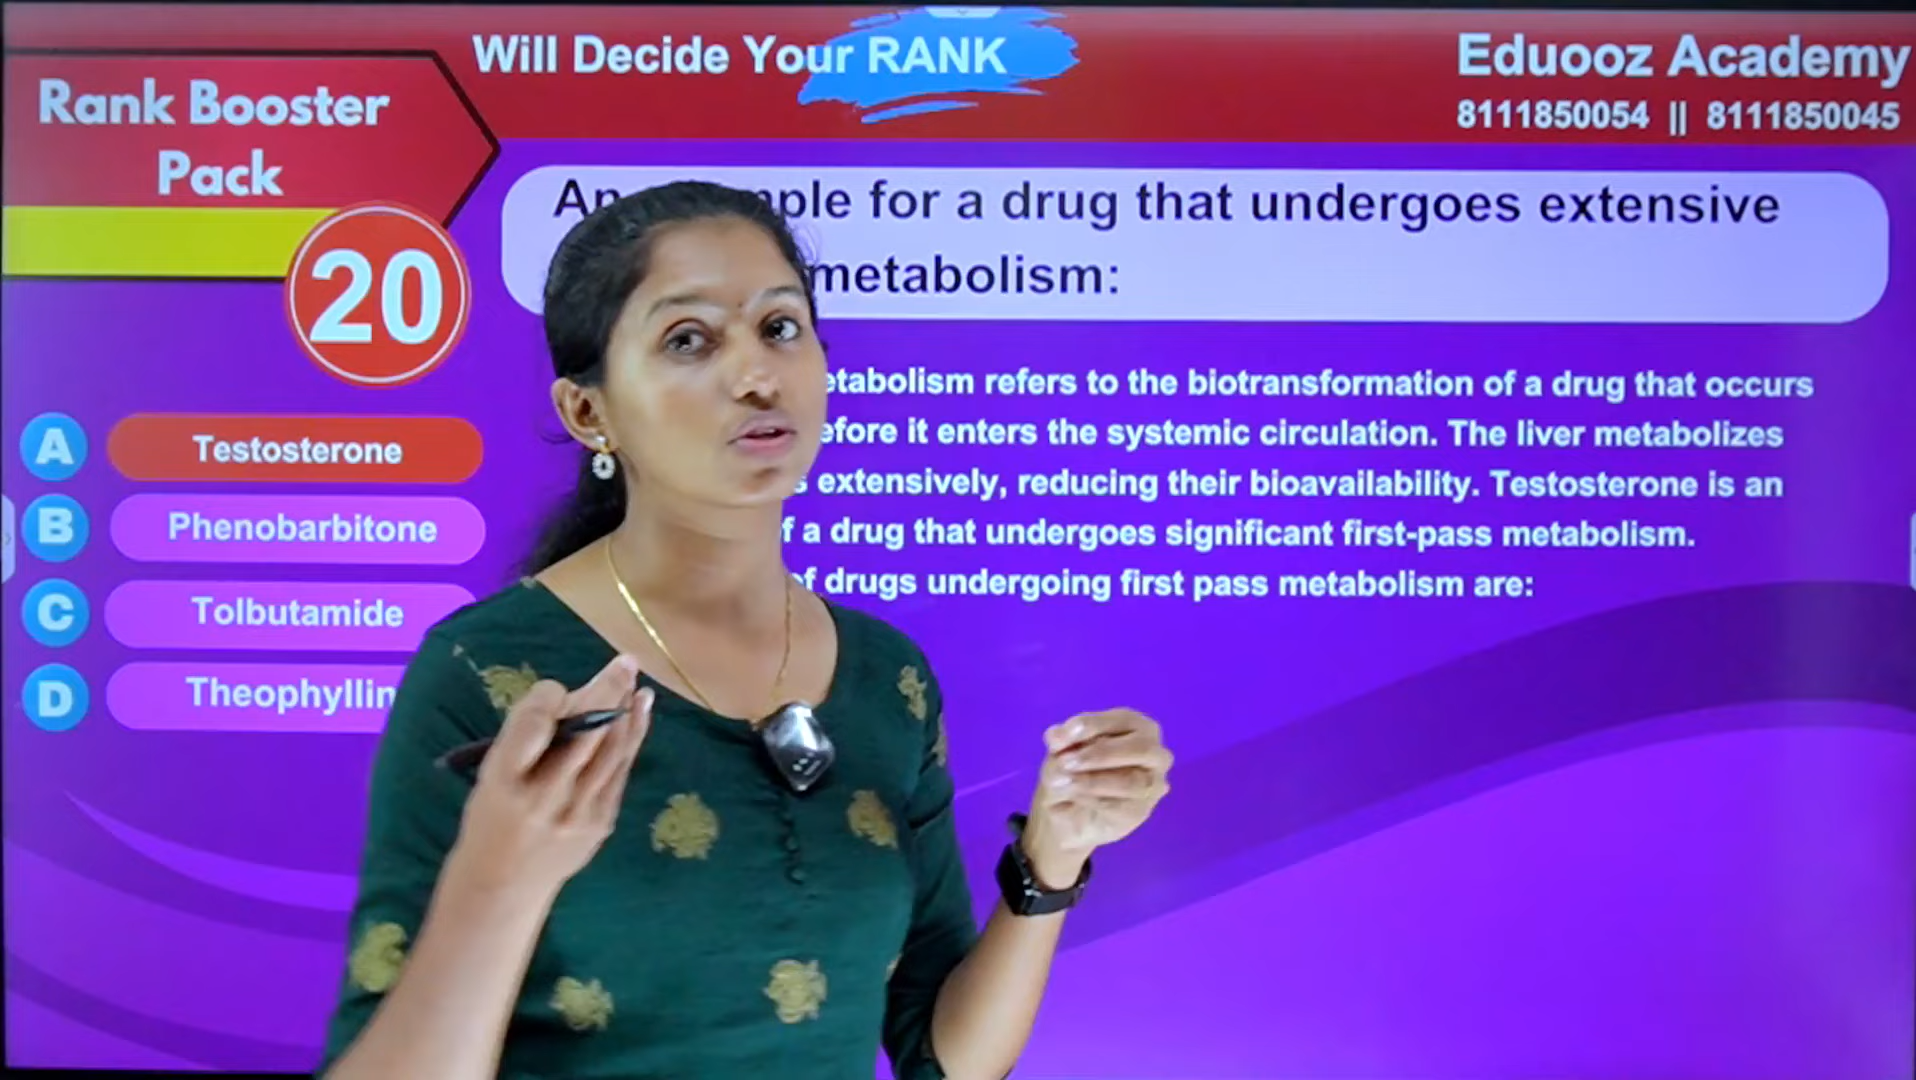 Will Decide Your RANK
Eduooz Academy
8111850054 || 8111850045
Rank Booster
Pack
20
for a drug that undergoes extensive
metabolism:
A Testosterone
B Phenobarbitone
C Tolbutamide
D
refers to the biotransformation of a drug that occurs
it enters the systemic circulation. The liver metabolizes
extensively, reducing their bioavailability. Testosterone is an
a drug that undergoes significant first-pass metabolism.
drugs undergoing first pass metabolism are: